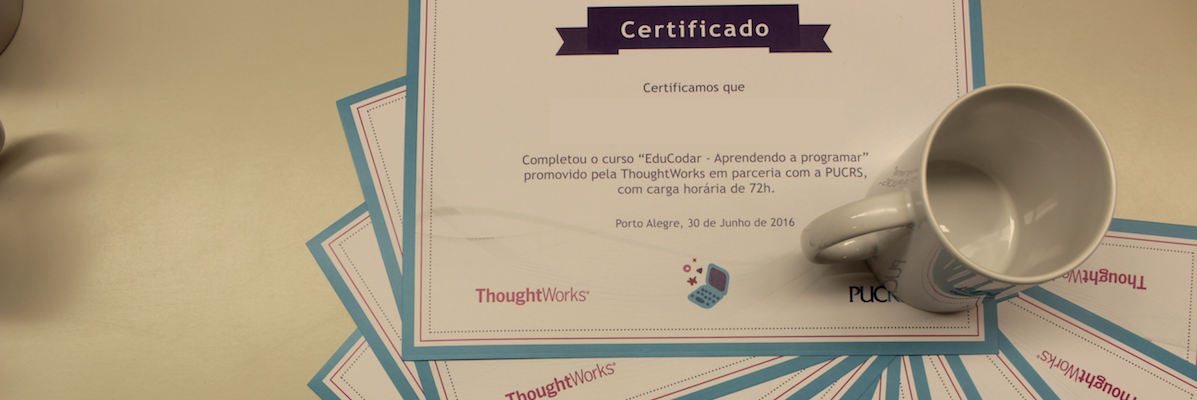 Certificado
Certificamos que
Completou o curso “EduCodar - Aprendendo a programar”
promovido pela ThoughtWorks em parceria com a PUCRS,
com carga horária de 72h.
Porto Alegre, 30 de Junho de 2016
ThoughtWorks®
ThoughtWorks®
ThoughtWorks
ThoughtWorks®